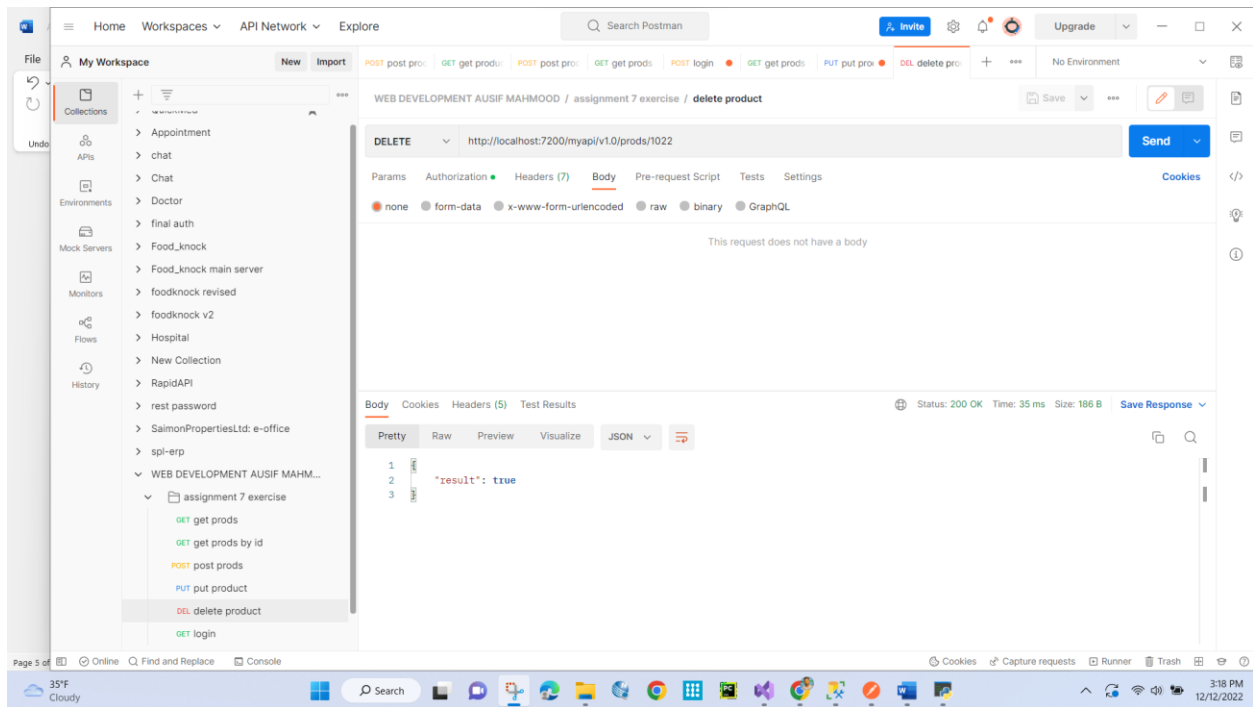 Home Workspaces API Network Explore Search Postman Invite Upgrade
File My Workspace New Import POST post proc GET get produc POST post proc GET get prods POST login GET get prods PUT put pro DEL delete pro No Environment
Collections
WEB DEVELOPMENT AUSIF MAHMOOD / assignment 7 exercise / delete product Save
Undo
APIs
Environments
Mock Servers
Monitors
Flows
History
Appointment
chat
Chat
Doctor
final auth
Food_knock
Food_knock main server
foodknock revised
foodknock v2
Hospital
New Collection
RapidAPI
rest password
SaimonPropertiesLtd: e-office
spl-erp
WEB DEVELOPMENT AUSIF MAHM...
assignment 7 exercise
GET get prods
GET get prods by id
POST post prods
PUT put product
DEL delete product
GET login
DELETE http://localhost:7200/myapi/v1.0/prods/1022 Send
Params Authorization Headers (7) Body Pre-request Script Tests Settings Cookies
none form-data x-www-form-urlencoded raw binary GraphQL
This request does not have a body
Body Cookies Headers (5) Test Results Status: 200 OK Time: 35 ms Size: 186 B Save Response
Pretty Raw Preview Visualize JSON
1 {
2 "result": true
3 }
Page 5 of Online Find and Replace Console Cookies Capture requests Runner Trash
35°F
Cloudy
Search
3:18 PM
12/12/2022